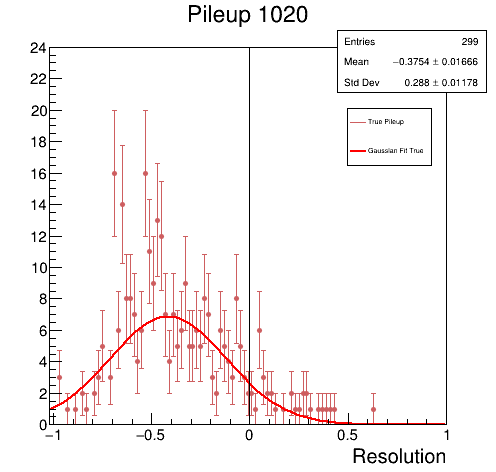 Pileup 1020
Entries 299
Mean −0.3754 ± 0.01666
Std Dev 0.288 ± 0.01178
True Pileup
Gaussian Fit True
24
22
20
18
16
14
12
10
8
6
4
2
0
−1 −0.5 0 0.5 1
Resolution